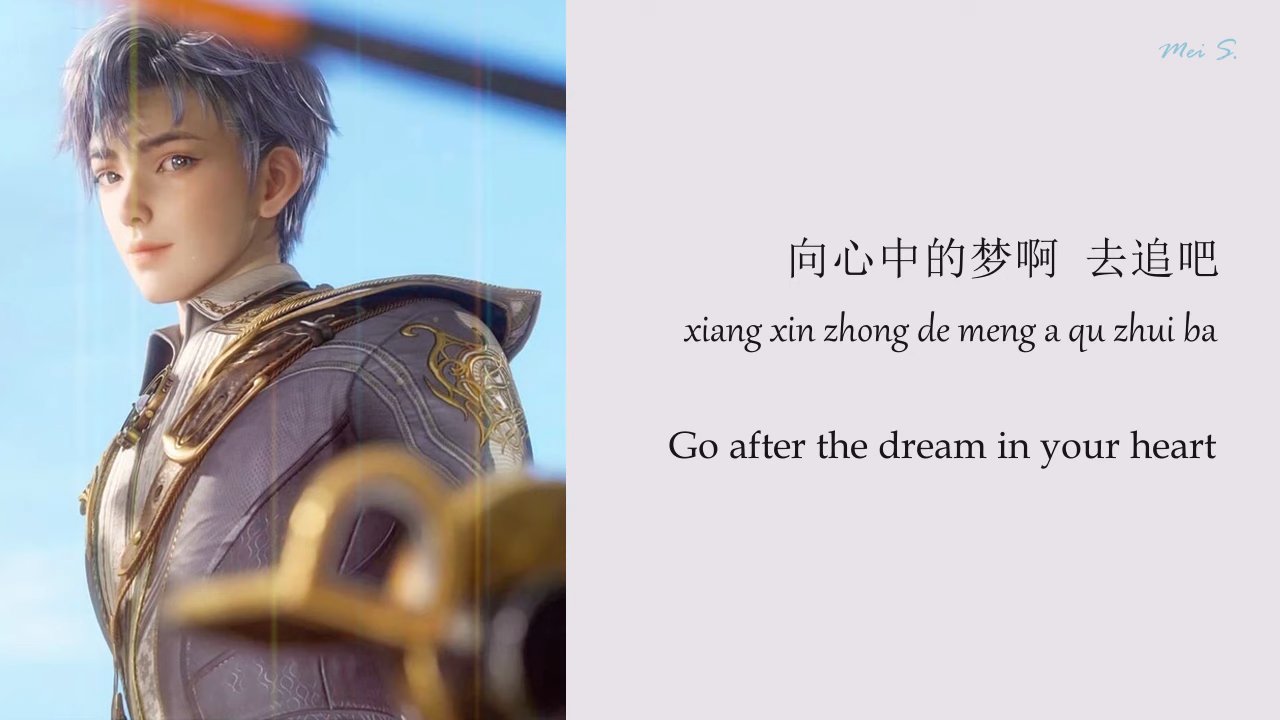 Mei S.
向心中的梦啊 去追吧
xiang xin zhong de meng a qu zhui ba
Go after the dream in your heart